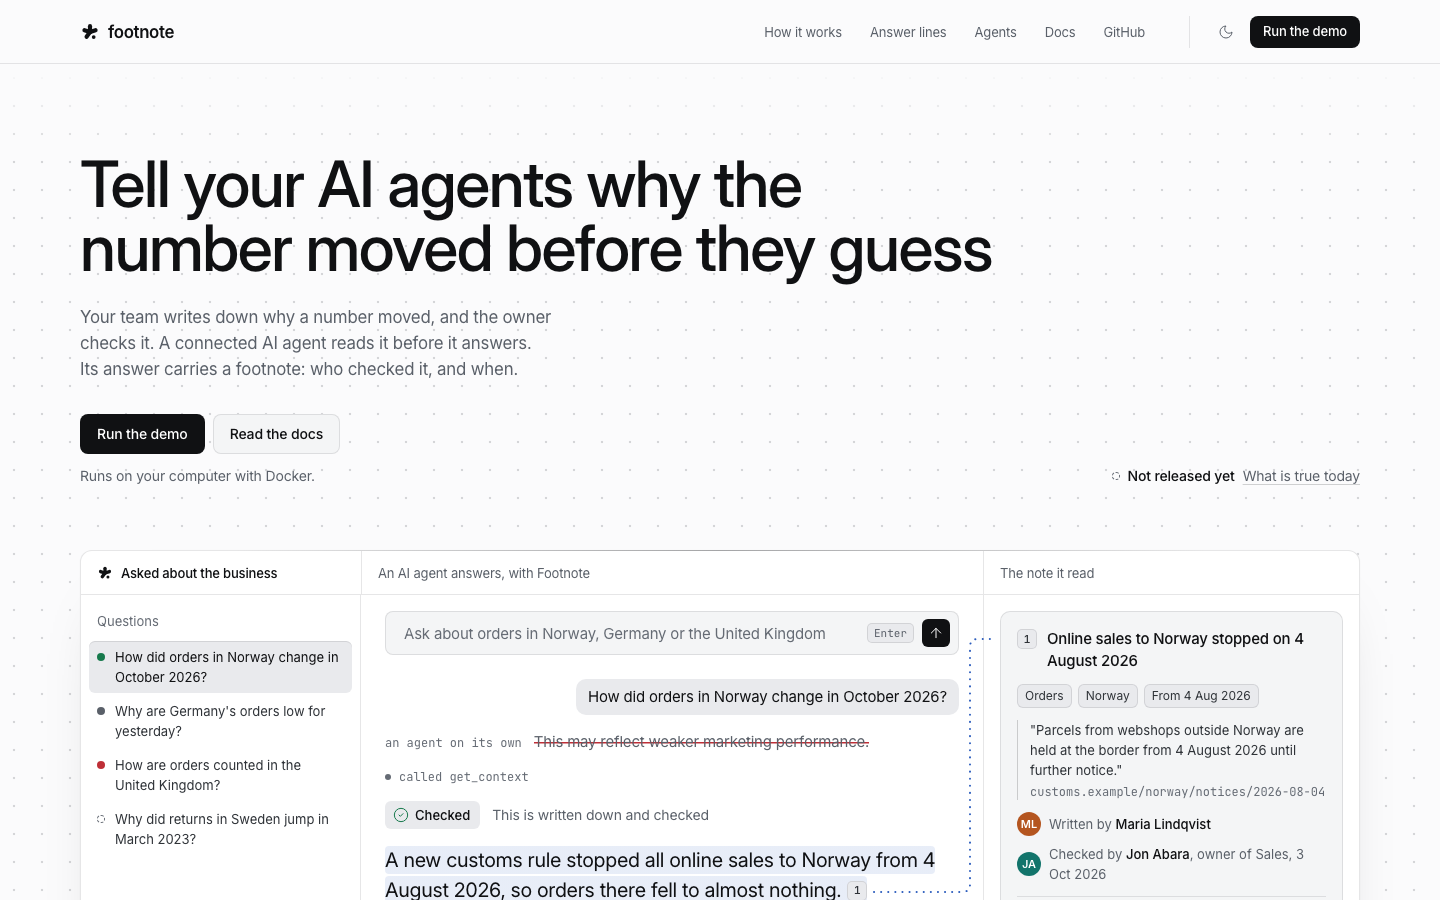 footnote
How it works
Answer lines
Agents
Docs
GitHub
Run the demo
Tell your AI agents why the
number moved before they guess
Your team writes down why a number moved, and the owner
checks it. A connected AI agent reads it before it answers.
Its answer carries a footnote: who checked it, and when.
Run the demo
Read the docs
Runs on your computer with Docker.
Not released yet
What is true today
Asked about the business
An AI agent answers, with Footnote
The note it read
Questions
How did orders in Norway change in
October 2026?
Why are Germany's orders low for
yesterday?
How are orders counted in the
United Kingdom?
Why did returns in Sweden jump in
March 2023?
Ask about orders in Norway, Germany or the United Kingdom
Enter
How did orders in Norway change in October 2026?
an agent on its own
This may reflect weaker marketing performance.
called get_context
Checked
This is written down and checked
A new customs rule stopped all online sales to Norway from 4
August 2026, so orders there fell to almost nothing. 1
1
Online sales to Norway stopped on 4
August 2026
Orders
Norway
From 4 Aug 2026
"Parcels from webshops outside Norway are
held at the border from 4 August 2026 until
further notice."
customs.example/norway/notices/2026-08-04
ML
Written by Maria Lindqvist
JA
Checked by Jon Abara, owner of Sales, 3
Oct 2026